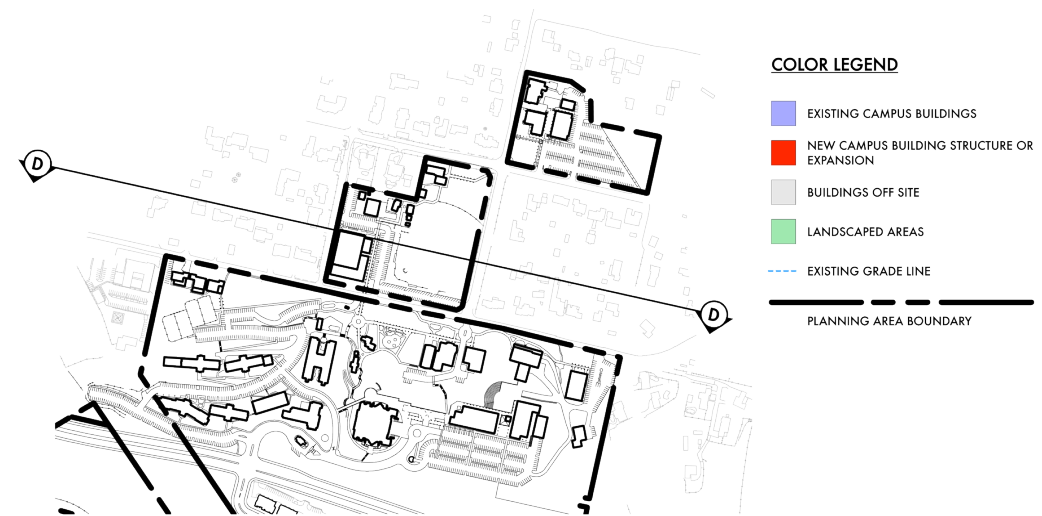 COLOR LEGEND
EXISTING CAMPUS BUILDINGS
NEW CAMPUS BUILDING STRUCTURE OR
EXPANSION
BUILDINGS OFF SITE
LANDSCAPED AREAS
EXISTING GRADE LINE
PLANNING AREA BOUNDARY
D
D